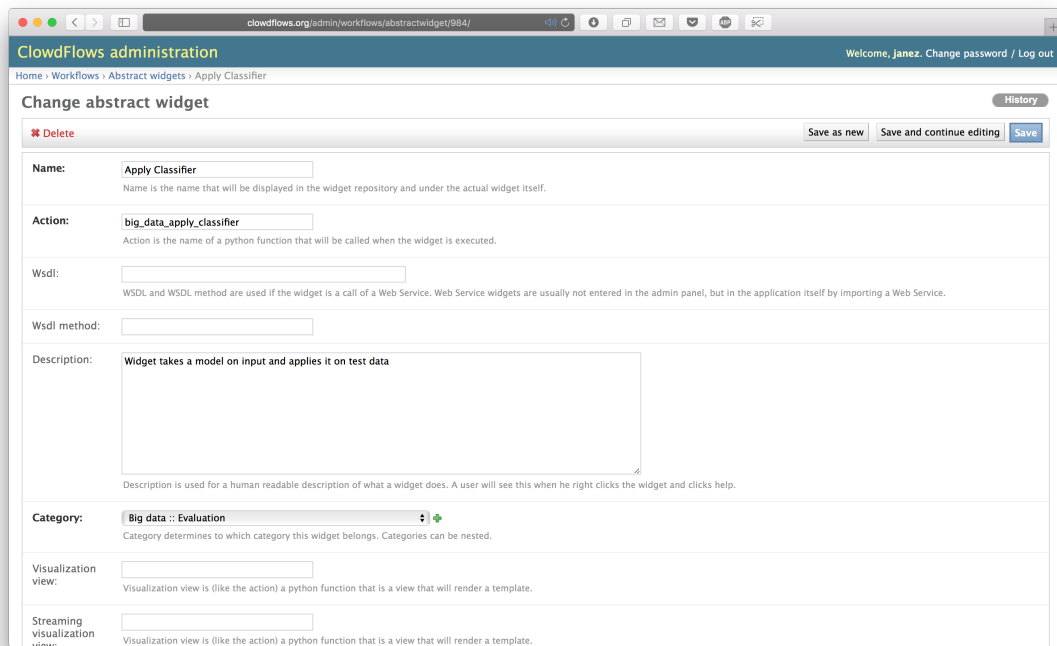 clowdflows.org/admin/workflows/abstractwidget/984/
ABP
ClowdFlows administration
Welcome, janez. Change password / Log out
Home › Workflows › Abstract widgets › Apply Classifier
Change abstract widget
History
Delete
Save as new
Save and continue editing
Save
Name:
Apply Classifier
Name is the name that will be displayed in the widget repository and under the actual widget itself.
Action:
big_data_apply_classifier
Action is the name of a python function that will be called when the widget is executed.
Wsdl:
WSDL and WSDL method are used if the widget is a call of a Web Service. Web Service widgets are usually not entered in the admin panel, but in the application itself by importing a Web Service.
Wsdl method:
Description:
Widget takes a model on input and applies it on test data
Description is used for a human readable description of what a widget does. A user will see this when he right clicks the widget and clicks help.
Category:
Big data :: Evaluation
Category determines to which category this widget belongs. Categories can be nested.
Visualization
view:
Visualization view is (like the action) a python function that is a view that will render a template.
Streaming
visualization
view:
Visualization view is (like the action) a python function that is a view that will render a template.